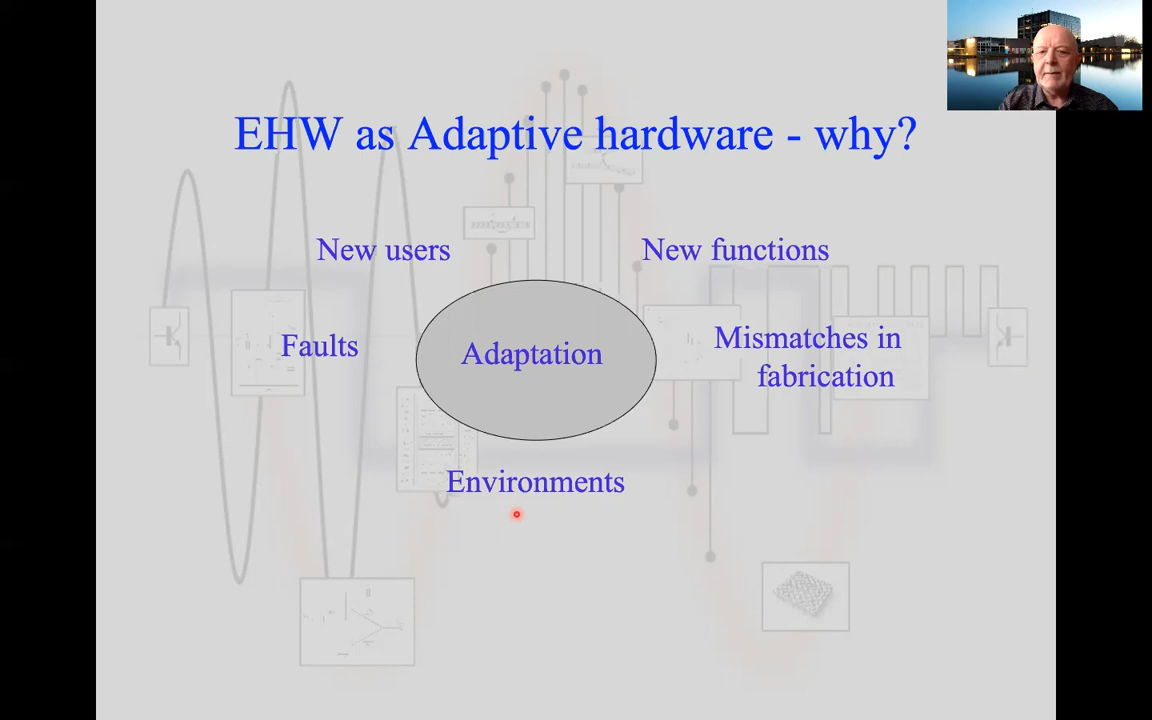 EHW as Adaptive hardware - why?
New users
New functions
Faults
Adaptation
Mismatches in
fabrication
Environments